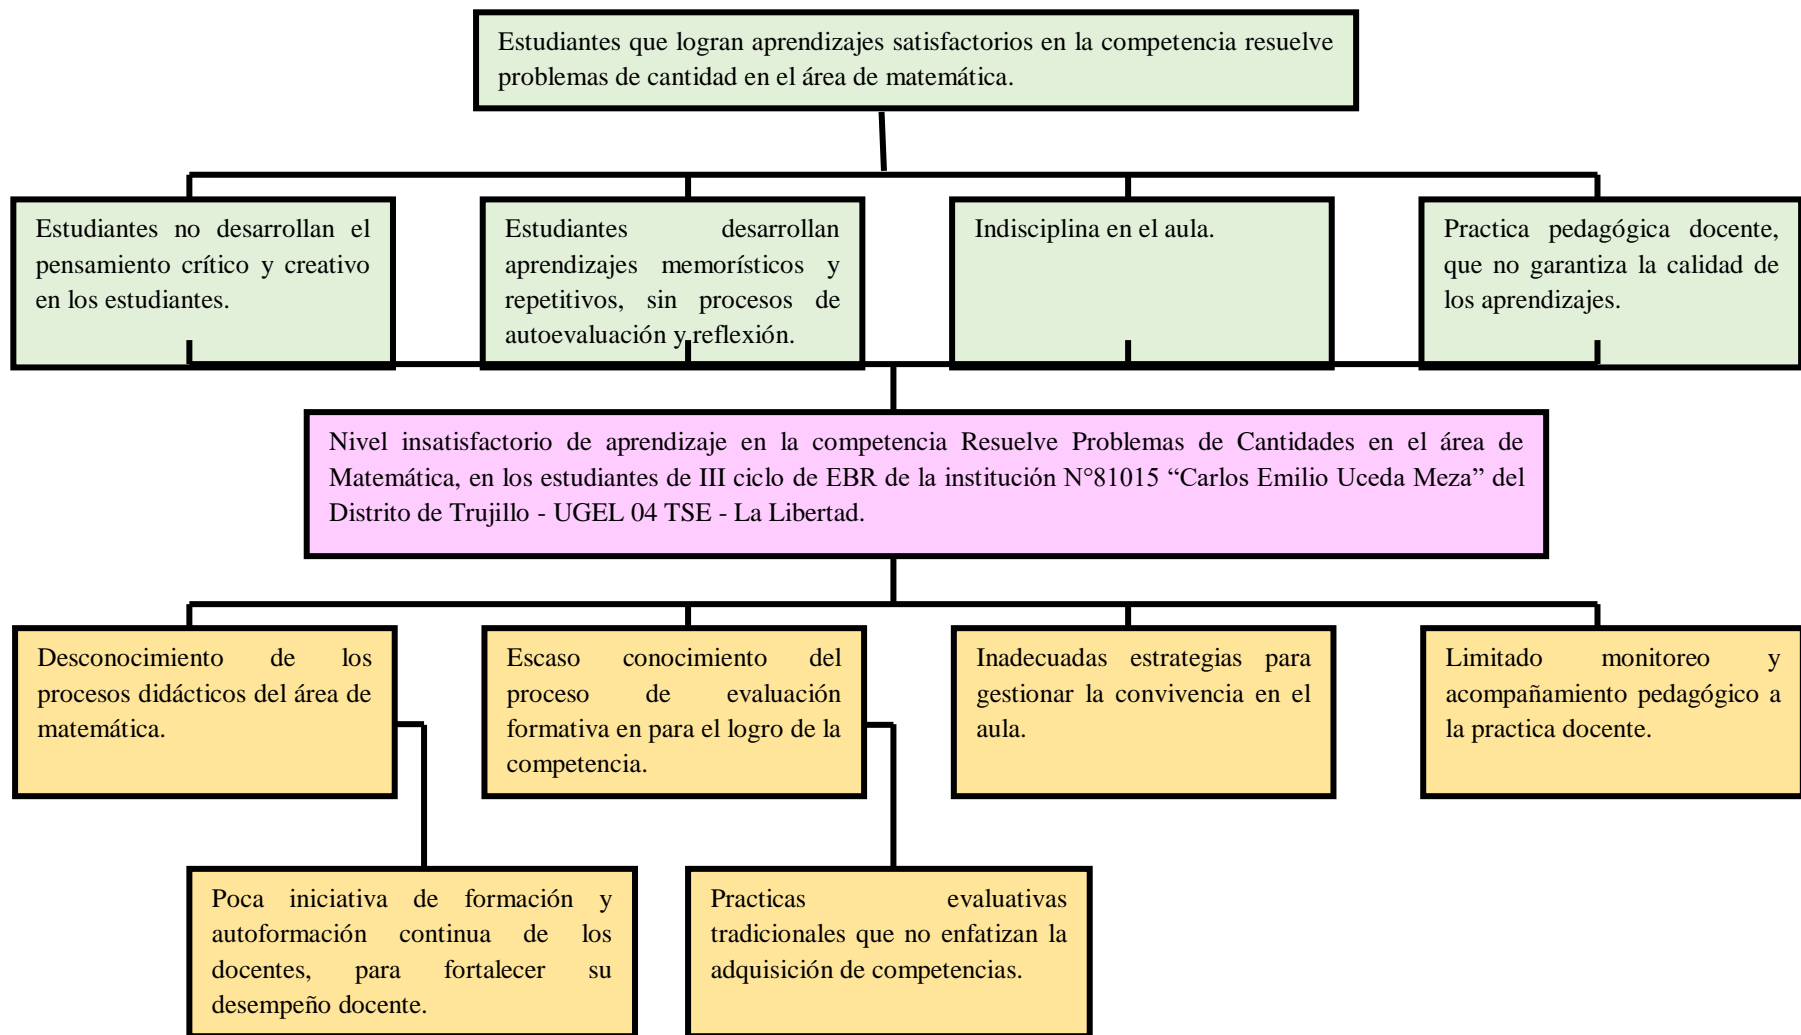 Estudiantes que logran aprendizajes satisfactorios en la competencia resuelve
problemas de cantidad en el área de matemática.
Estudiantes no desarrollan el
pensamiento crítico y creativo
en los estudiantes.
Estudiantes desarrollan
aprendizajes memorísticos y
repetitivos, sin procesos de
autoevaluación y reflexión.
Indisciplina en el aula.
Practica pedagógica docente,
que no garantiza la calidad de
los aprendizajes.
Nivel insatisfactorio de aprendizaje en la competencia Resuelve Problemas de Cantidades en el área de
Matemática, en los estudiantes de III ciclo de EBR de la institución N°81015 “Carlos Emilio Uceda Meza” del
Distrito de Trujillo - UGEL 04 TSE - La Libertad.
Desconocimiento de los
procesos didácticos del área de
matemática.
Escaso conocimiento del
proceso de evaluación
formativa en para el logro de la
competencia.
Inadecuadas estrategias para
gestionar la convivencia en el
aula.
Limitado monitoreo y
acompañamiento pedagógico a
la practica docente.
Poca iniciativa de formación y
autoformación continua de los
docentes, para fortalecer su
desempeño docente.
Practicas evaluativas
tradicionales que no enfatizan la
adquisición de competencias.